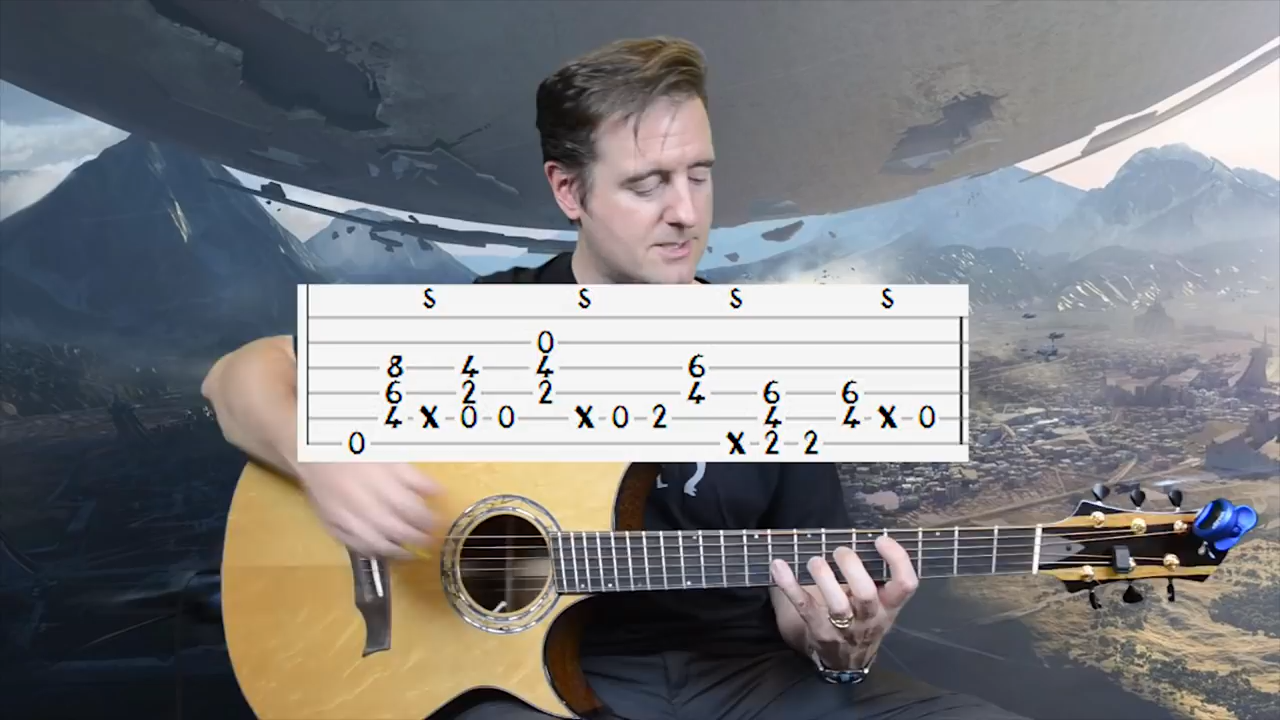 S S S S
0
8 4 4 6
6 2 2 4 6 6
4 X 0 0 X 0 2 4 4 X 0
0 X 2 2